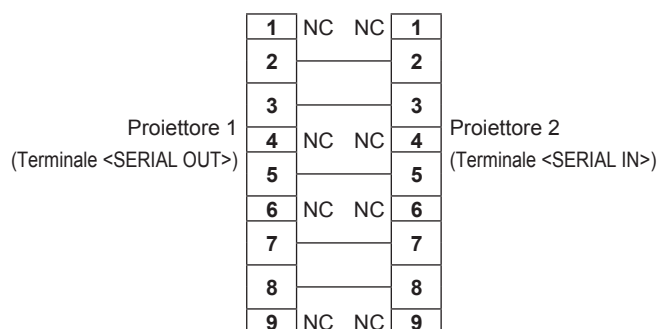 1 NC NC 1
2 2
3 3
Proiettore 1 Proiettore 2
4 NC NC 4
(Terminale <SERIAL OUT>) (Terminale <SERIAL IN>)
5 5
6 NC NC 6
7 7
8 8
9 NC NC 9